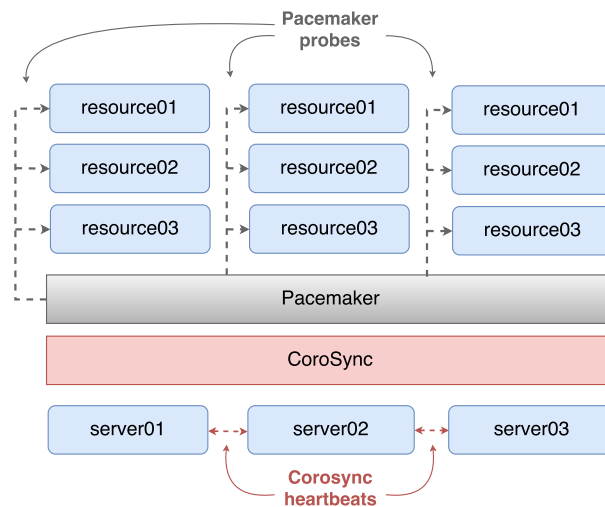 Pacemaker
probes
resource01
resource01
resource01
resource02
resource02
resource02
resource03
resource03
resource03
Pacemaker
CoroSync
server01
server02
server03
Corosync
heartbeats